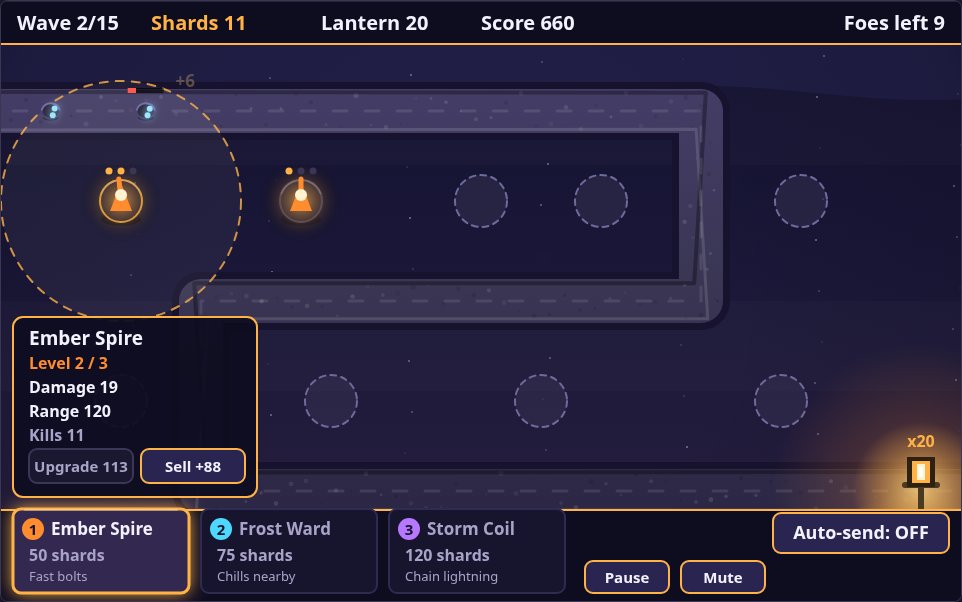 Wave 2/15 Shards 11 Lantern 20 Score 660 Foes left 9
+6
Ember Spire
Level 2 / 3
Damage 19
Range 120
Kills 11
Upgrade 113 Sell +88
x20
1 Ember Spire
50 shards
Fast bolts
2 Frost Ward
75 shards
Chills nearby
3 Storm Coil
120 shards
Chain lightning
Pause
Mute
Auto-send: OFF